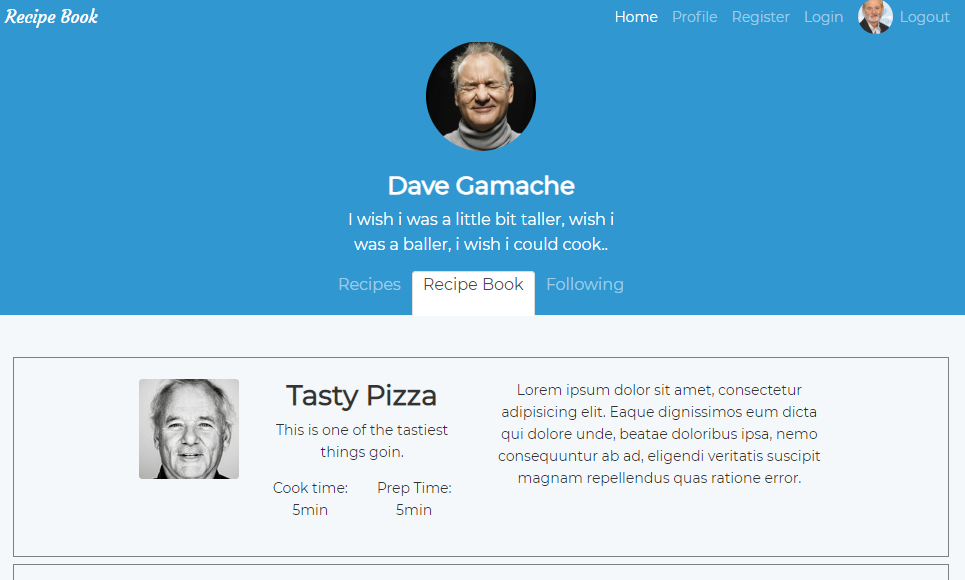 Recipe Book
Home Profile Register Login Logout
Dave Gamache
I wish i was a little bit taller, wish i
was a baller, i wish i could cook..
Recipes Recipe Book Following
Tasty Pizza
This is one of the tastiest
things goin.
Cook time: Prep Time:
5min 5min
Lorem ipsum dolor sit amet, consectetur
adipisicing elit. Eaque dignissimos eum dicta
qui dolore unde, beatae doloribus ipsa, nemo
consequuntur ab ad, eligendi veritatis suscipit
magnam repellendus quas ratione error.